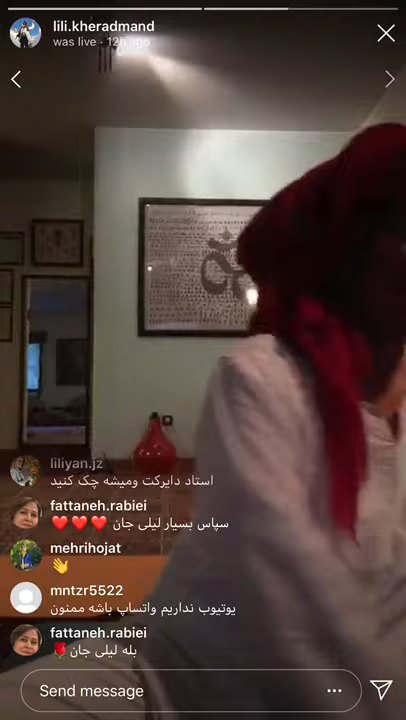 lili.kheradmand
was live · 12h ago
liliyan.jz
استاد دایرکت ومیشه چک کنید
fattaneh.rabiei
سپاس بسیار لیلی جان ❤️ ❤️ ❤️
mehrihojat
👋
mntzr5522
یوتیوب نداریم واتساپ باشه ممنون
fattaneh.rabiei
بله لیلی جان🌹
Send message